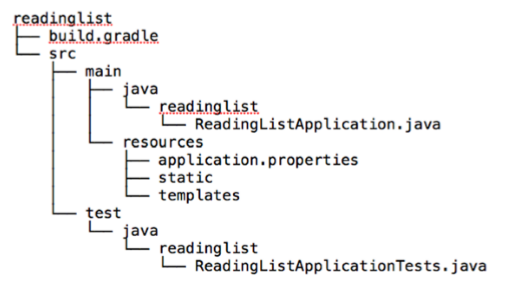 readinglist
├── build.gradle
└── src
    ├── main
    │   ├── java
    │   │   └── readinglist
    │   │       └── ReadingListApplication.java
    │   └── resources
    │       ├── application.properties
    │       ├── static
    │       └── templates
    └── test
        └── java
            └── readinglist
                └── ReadingListApplicationTests.java